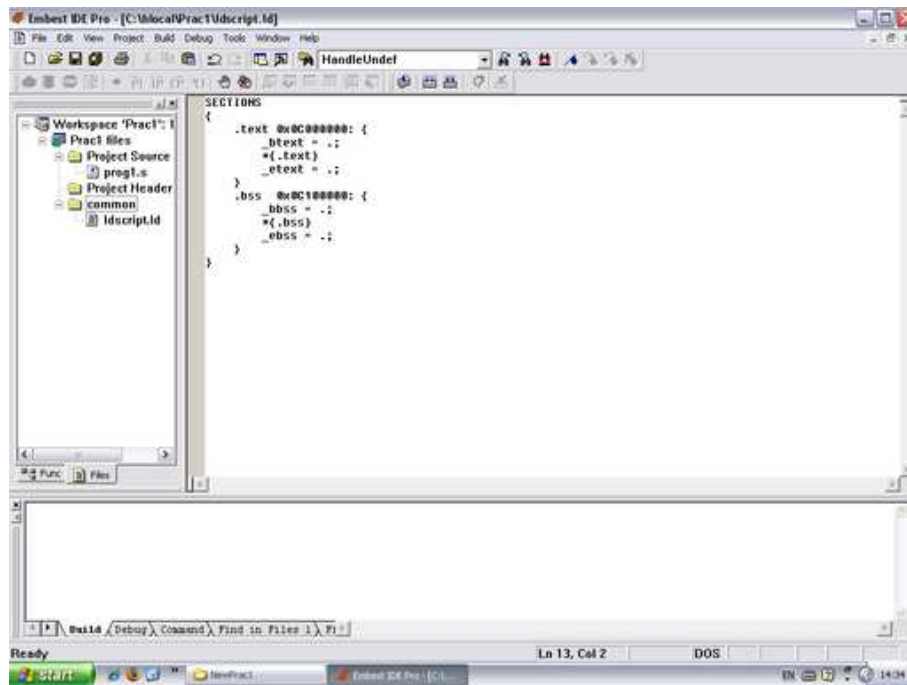 Embest IDE Pro - [C:\hlocal\Prac1\ldscript.ld]
File Edit View Project Build Debug Tools Window Help
HandleUndef
SECTIONS
{
.text 0x0C000000: {
_btext = .;
*(.text)
_etext = .;
}
.bss 0x0C100000: {
_bbss = .;
*(.bss)
_ebss = .;
}
}
Workspace 'Prac1': 1
Prac1 files
Project Source
prog1.s
Project Header
common
ldscript.ld
Func Files
Build Debug Command Find in Files 1 Fi
Ready Ln 13, Col 2 DOS
Start NewPrac1 Embest IDE Pro - [C:\... EN 14:34